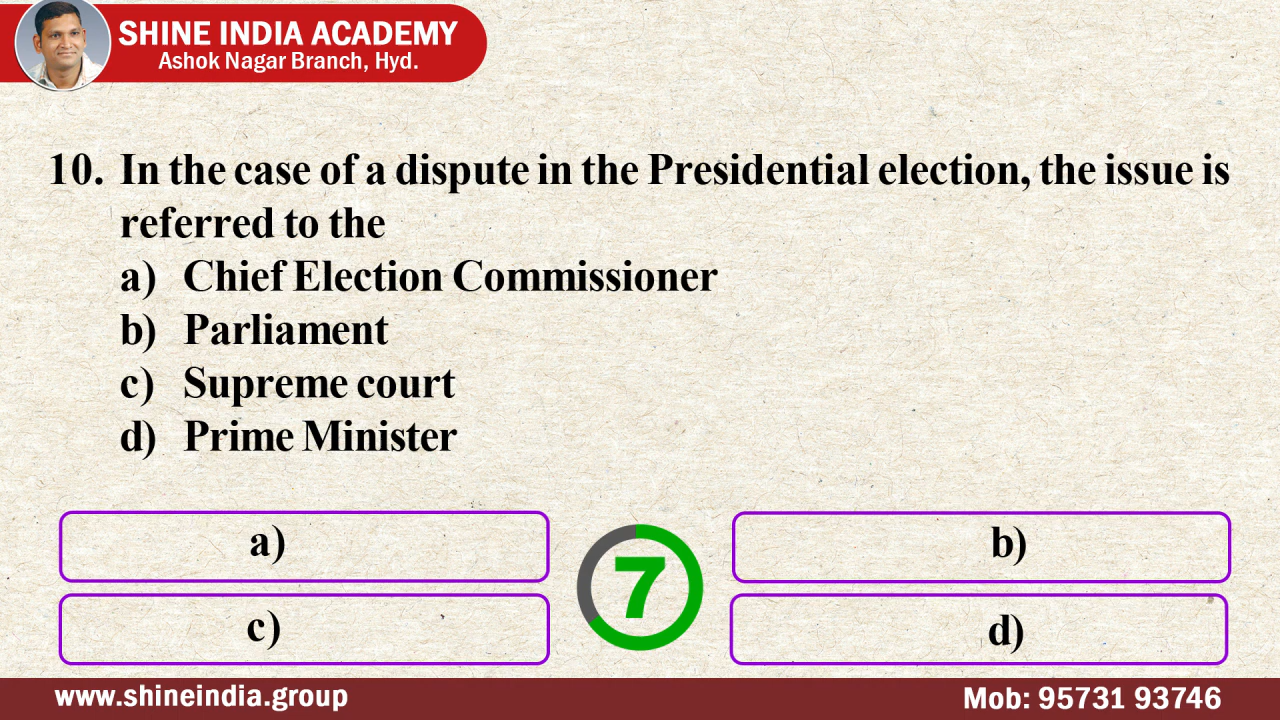 SHINE INDIA ACADEMY
Ashok Nagar Branch, Hyd.
10. In the case of a dispute in the Presidential election, the issue is
referred to the
a) Chief Election Commissioner
b) Parliament
c) Supreme court
d) Prime Minister
a)
b)
7
c)
d)
www.shineindia.group
Mob: 95731 93746